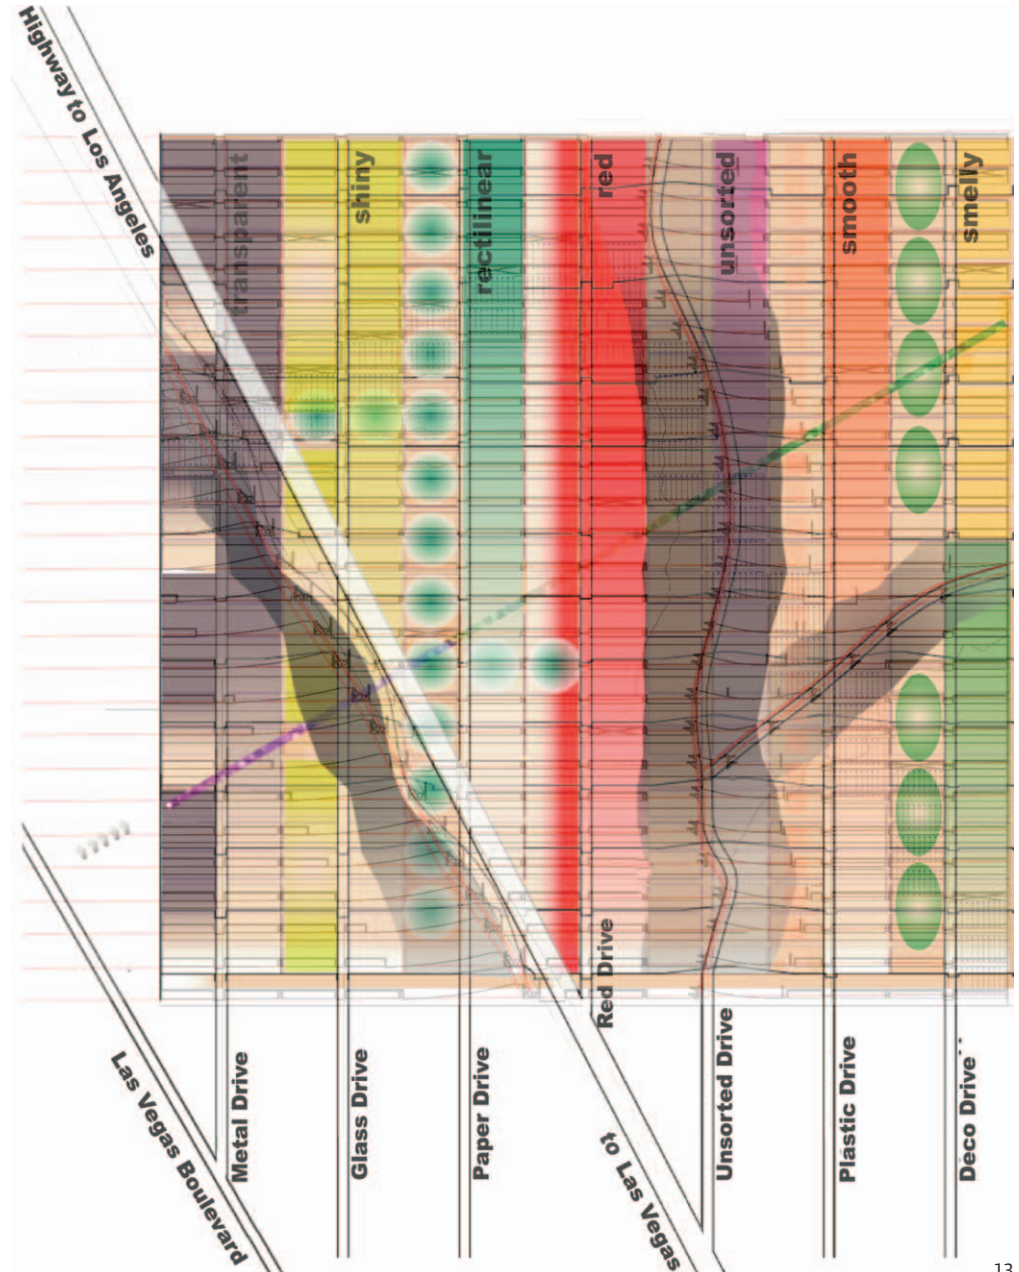 Highway to Los Angeles
transparent
shiny
rectilinear
red
unsorted
smooth
smelly
Las Vegas Boulevard
Metal Drive
Glass Drive
Paper Drive
Red Drive
to Las Vegas
Unsorted Drive
Plastic Drive
Deco Drive
13